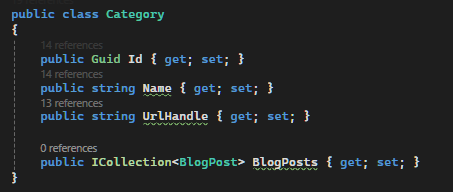 public class Category
{
14 references
public Guid Id { get; set; }
14 references
public string Name { get; set; }
13 references
public string UrlHandle { get; set; }
0 references
public ICollection<BlogPost> BlogPosts { get; set; }
}